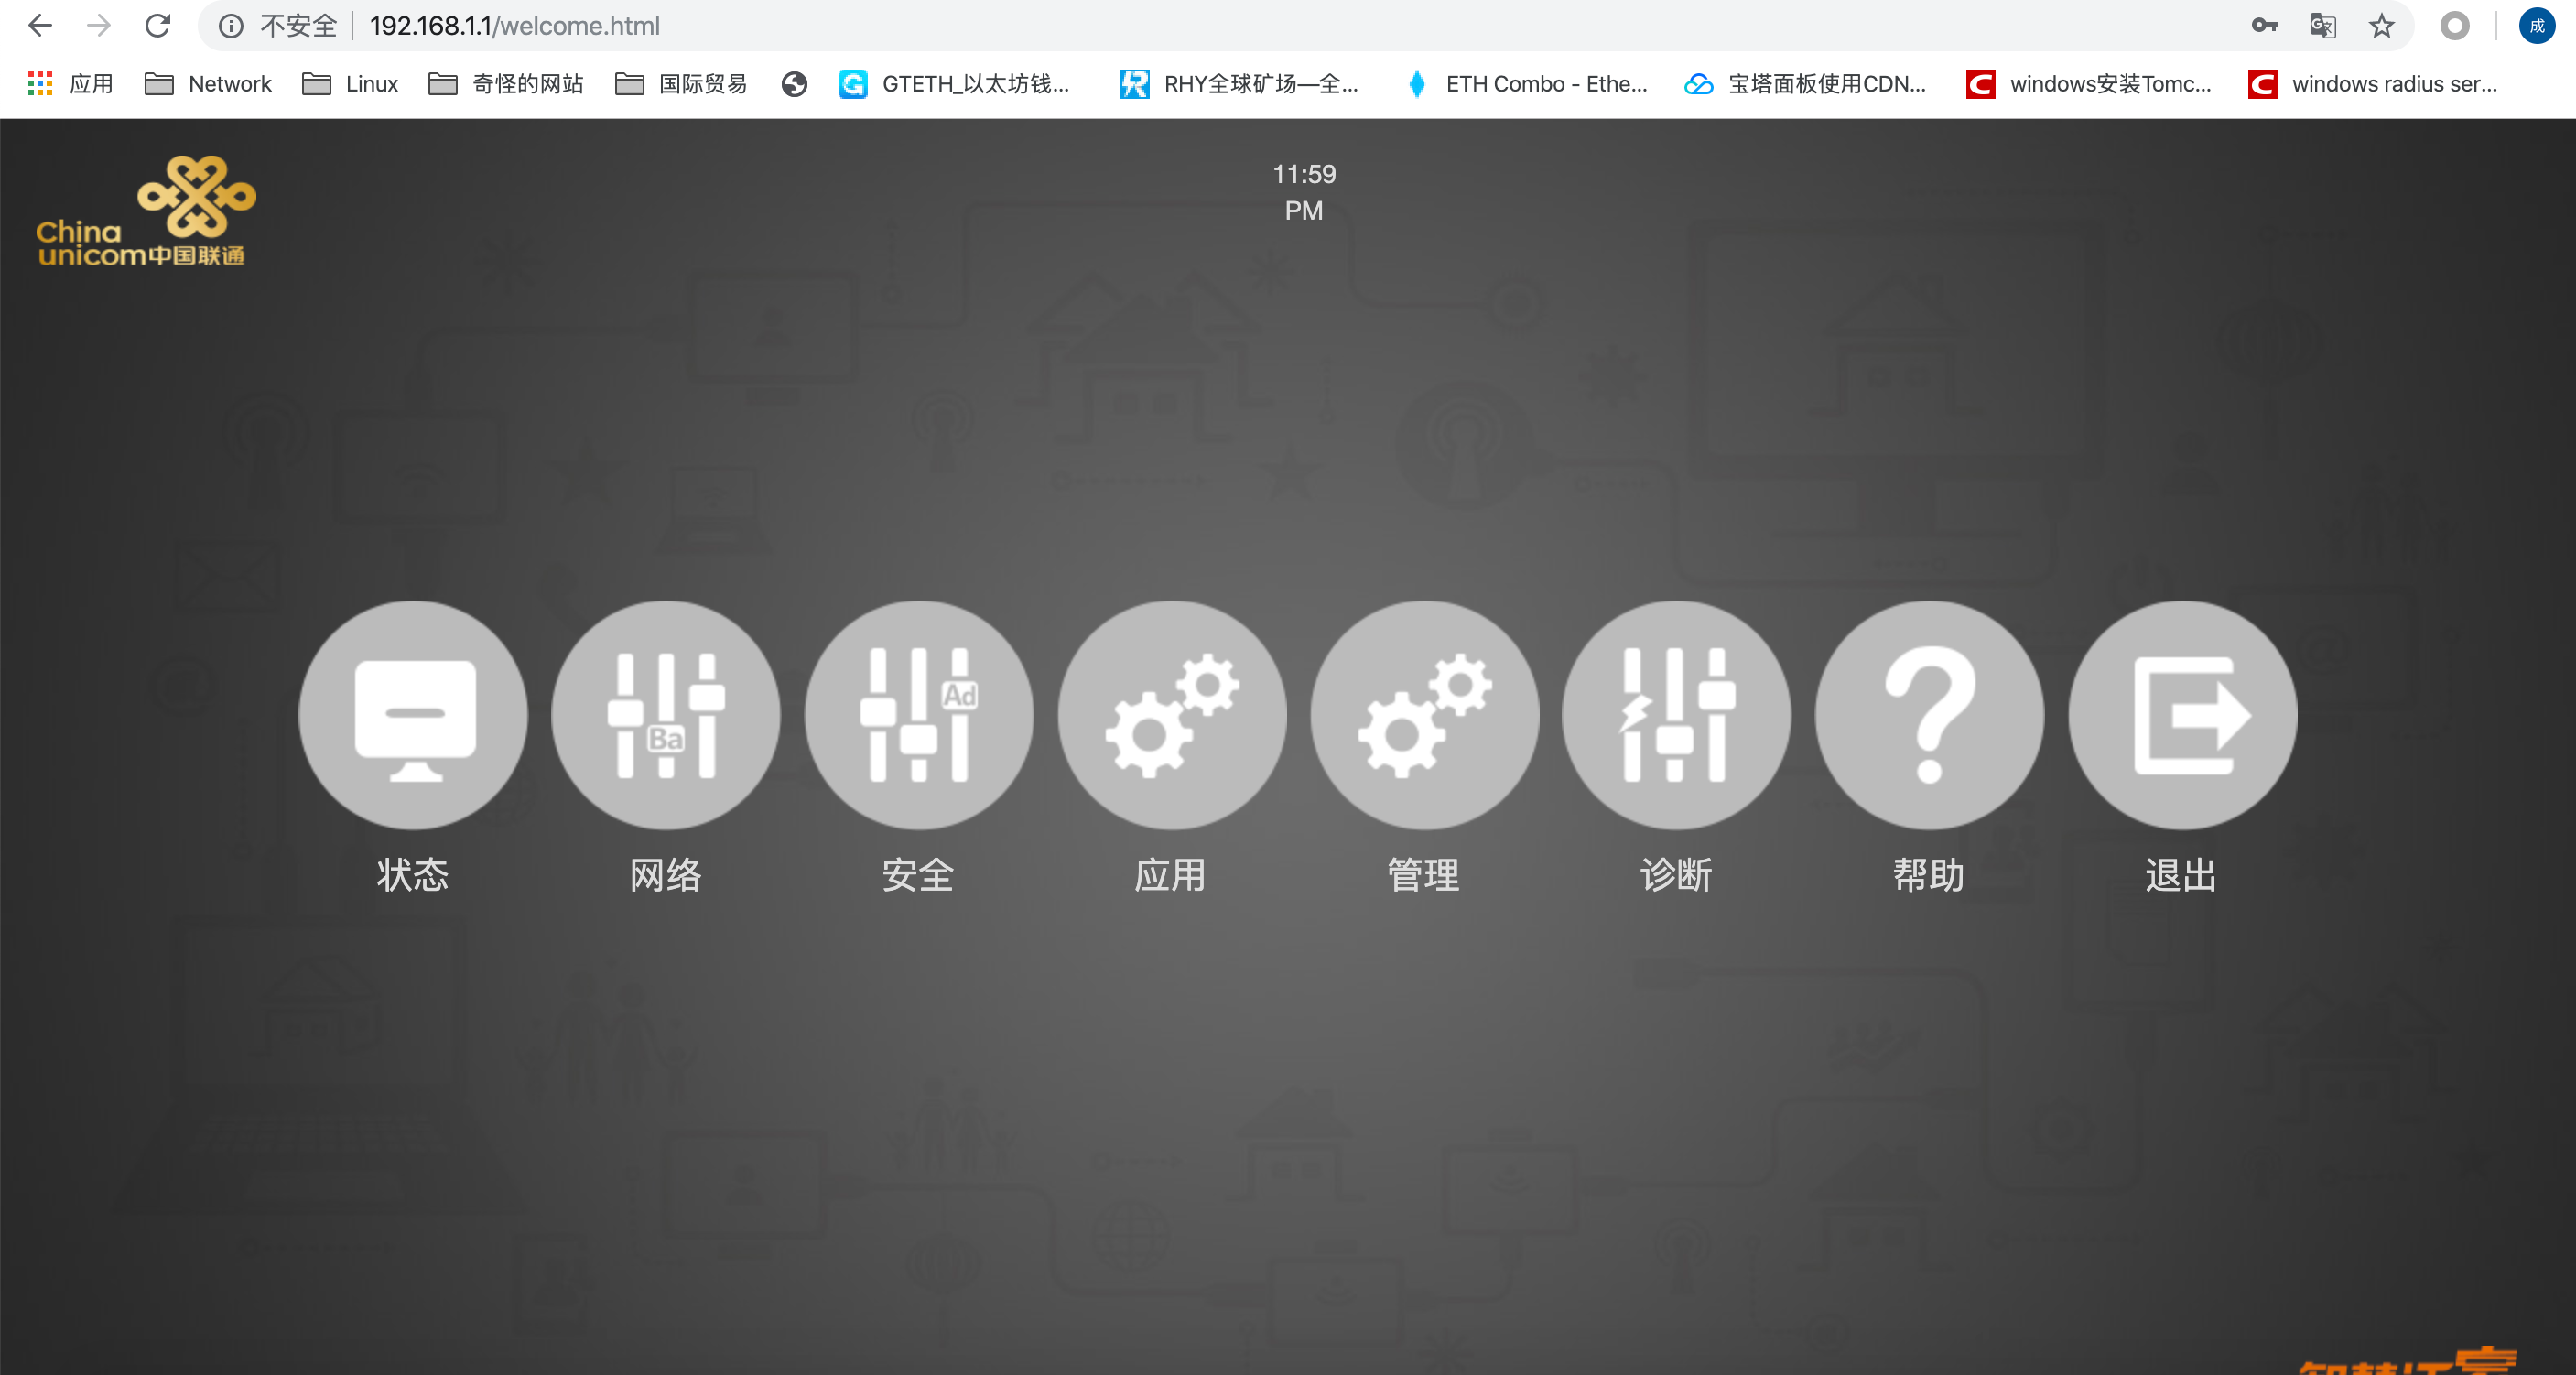 不安全 192.168.1.1/welcome.html 成
应用 Network Linux 奇怪的网站 国际贸易 GTETH_以太坊钱... RHY全球矿场—全... ETH Combo - Ethe... 宝塔面板使用CDN... windows安装Tomc... windows radius ser...
China
unicom中国联通
11:59
PM
Ba
Ad
状态 网络 安全 应用 管理 诊断 帮助 退出